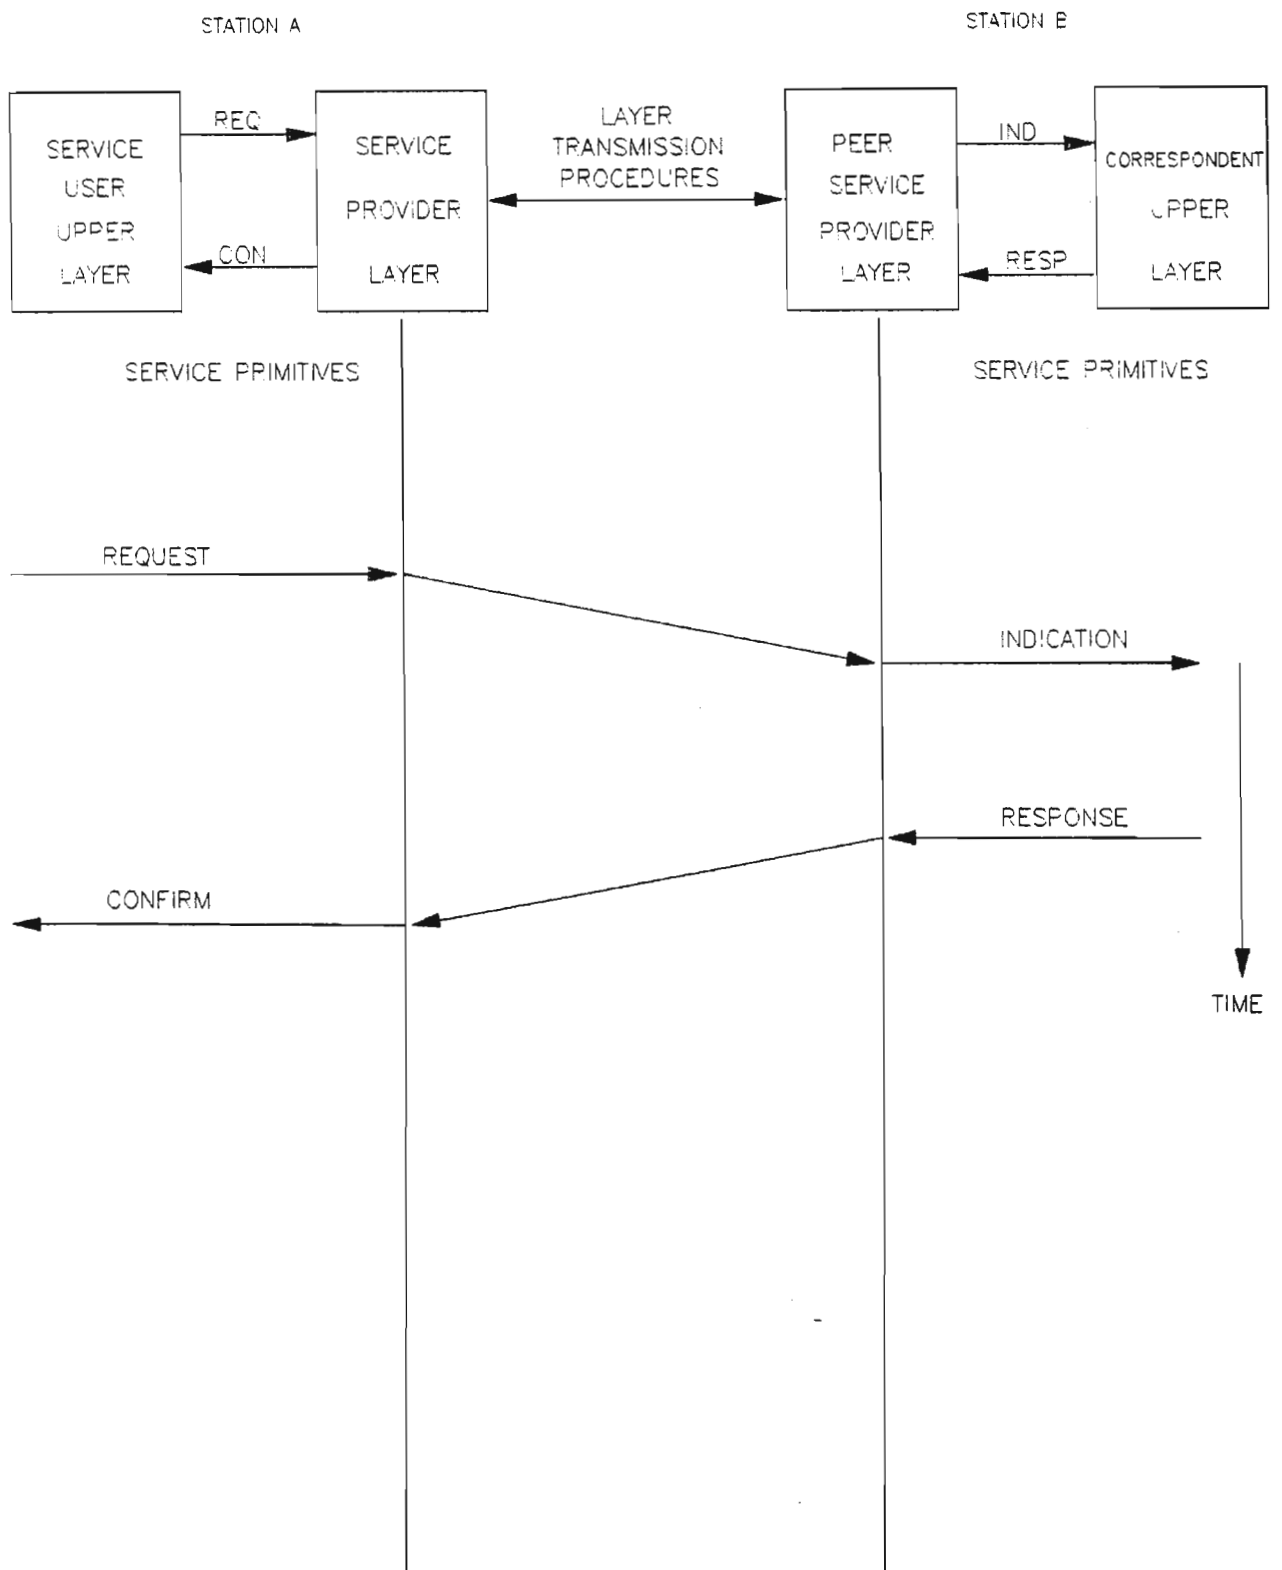 STATION A
STATION B
SERVICE
USER
UPPER
LAYER
REQ
CON
SERVICE
PROVIDER
LAYER
LAYER
TRANSMISSION
PROCEDURES
PEER
SERVICE
PROVIDER
LAYER
IND
RESP
CORRESPONDENT
UPPER
LAYER
SERVICE PRIMITIVES
SERVICE PRIMITIVES
REQUEST
INDICATION
RESPONSE
CONFIRM
TIME